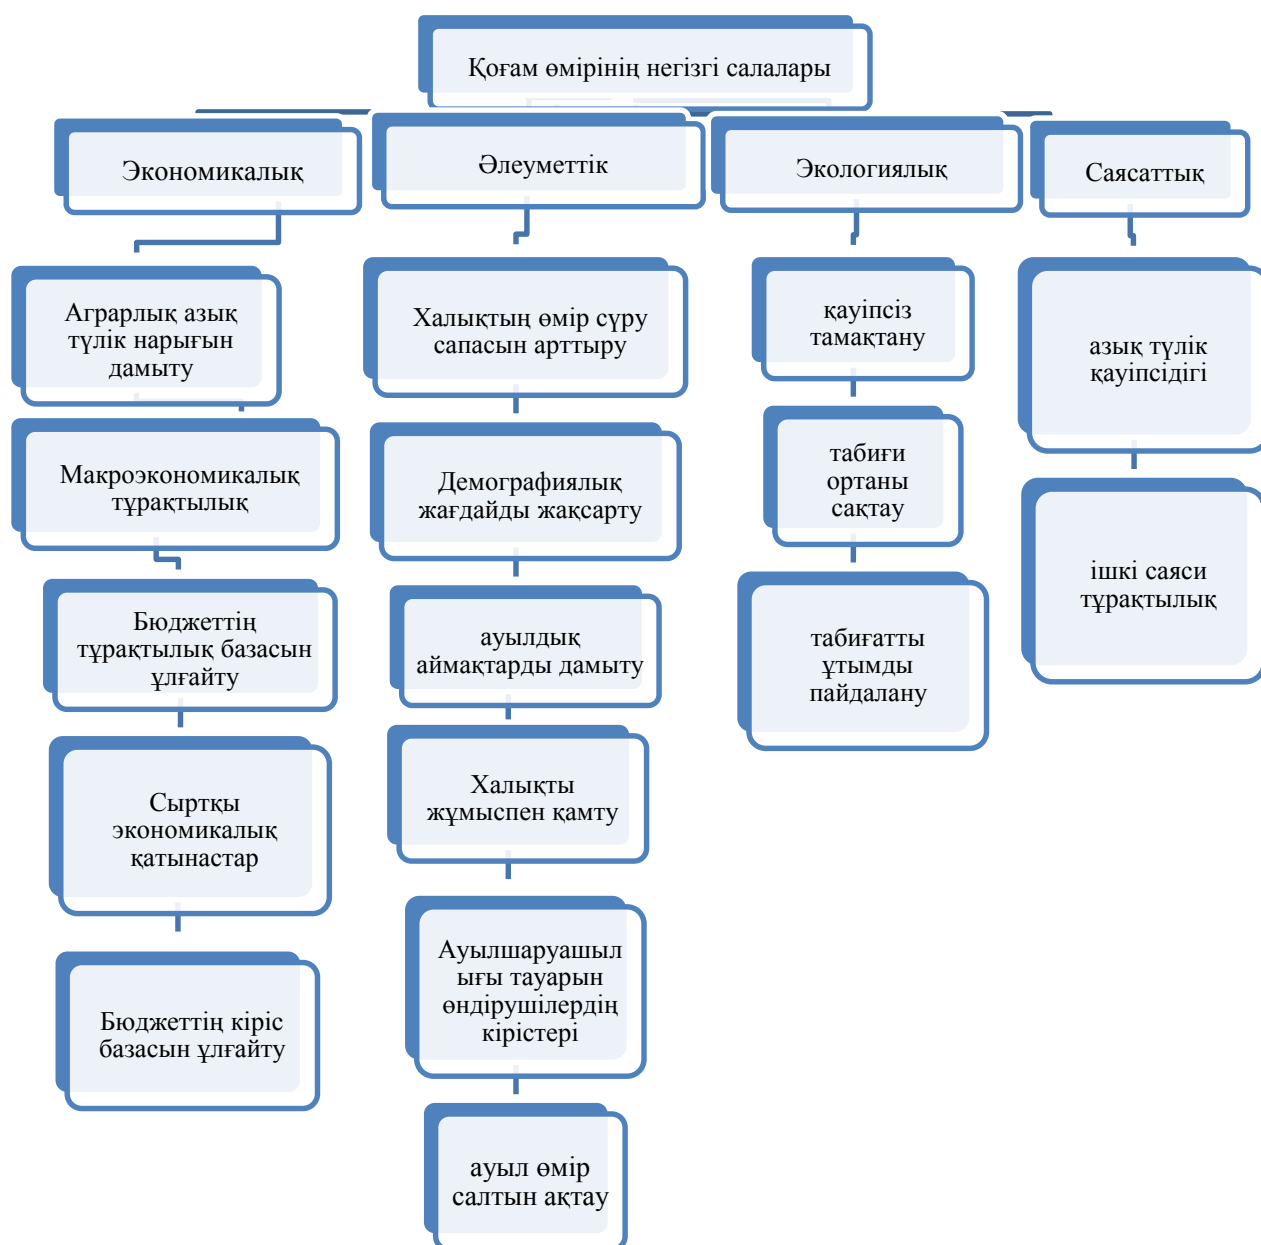 Қоғам өмірінің негізгі салалары
Экономикалық
Әлеуметтік
Экологиялық
Саясаттық
Аграрлық азық
түлік нарығын
дамыту
Макроэкономикалық
тұрақтылық
Бюджеттің
тұрақтылық базасын
ұлғайту
Сыртқы
экономикалық
қатынастар
Бюджеттің кіріс
базасын ұлғайту
Халықтың өмір сүру
сапасын арттыру
Демографиялық
жағдайды жақсарту
ауылдық
аймақтарды дамыту
Халықты
жұмыспен қамту
Ауылшаруашыл
ығы тауарын
өндірушілердің
кірістері
ауыл өмір
салтын ақтау
қауіпсіз
тамақтану
табиғи
ортаны
сақтау
табиғатты
ұтымды
пайдалану
азық түлік
қауіпсідігі
ішкі саяси
тұрақтылық